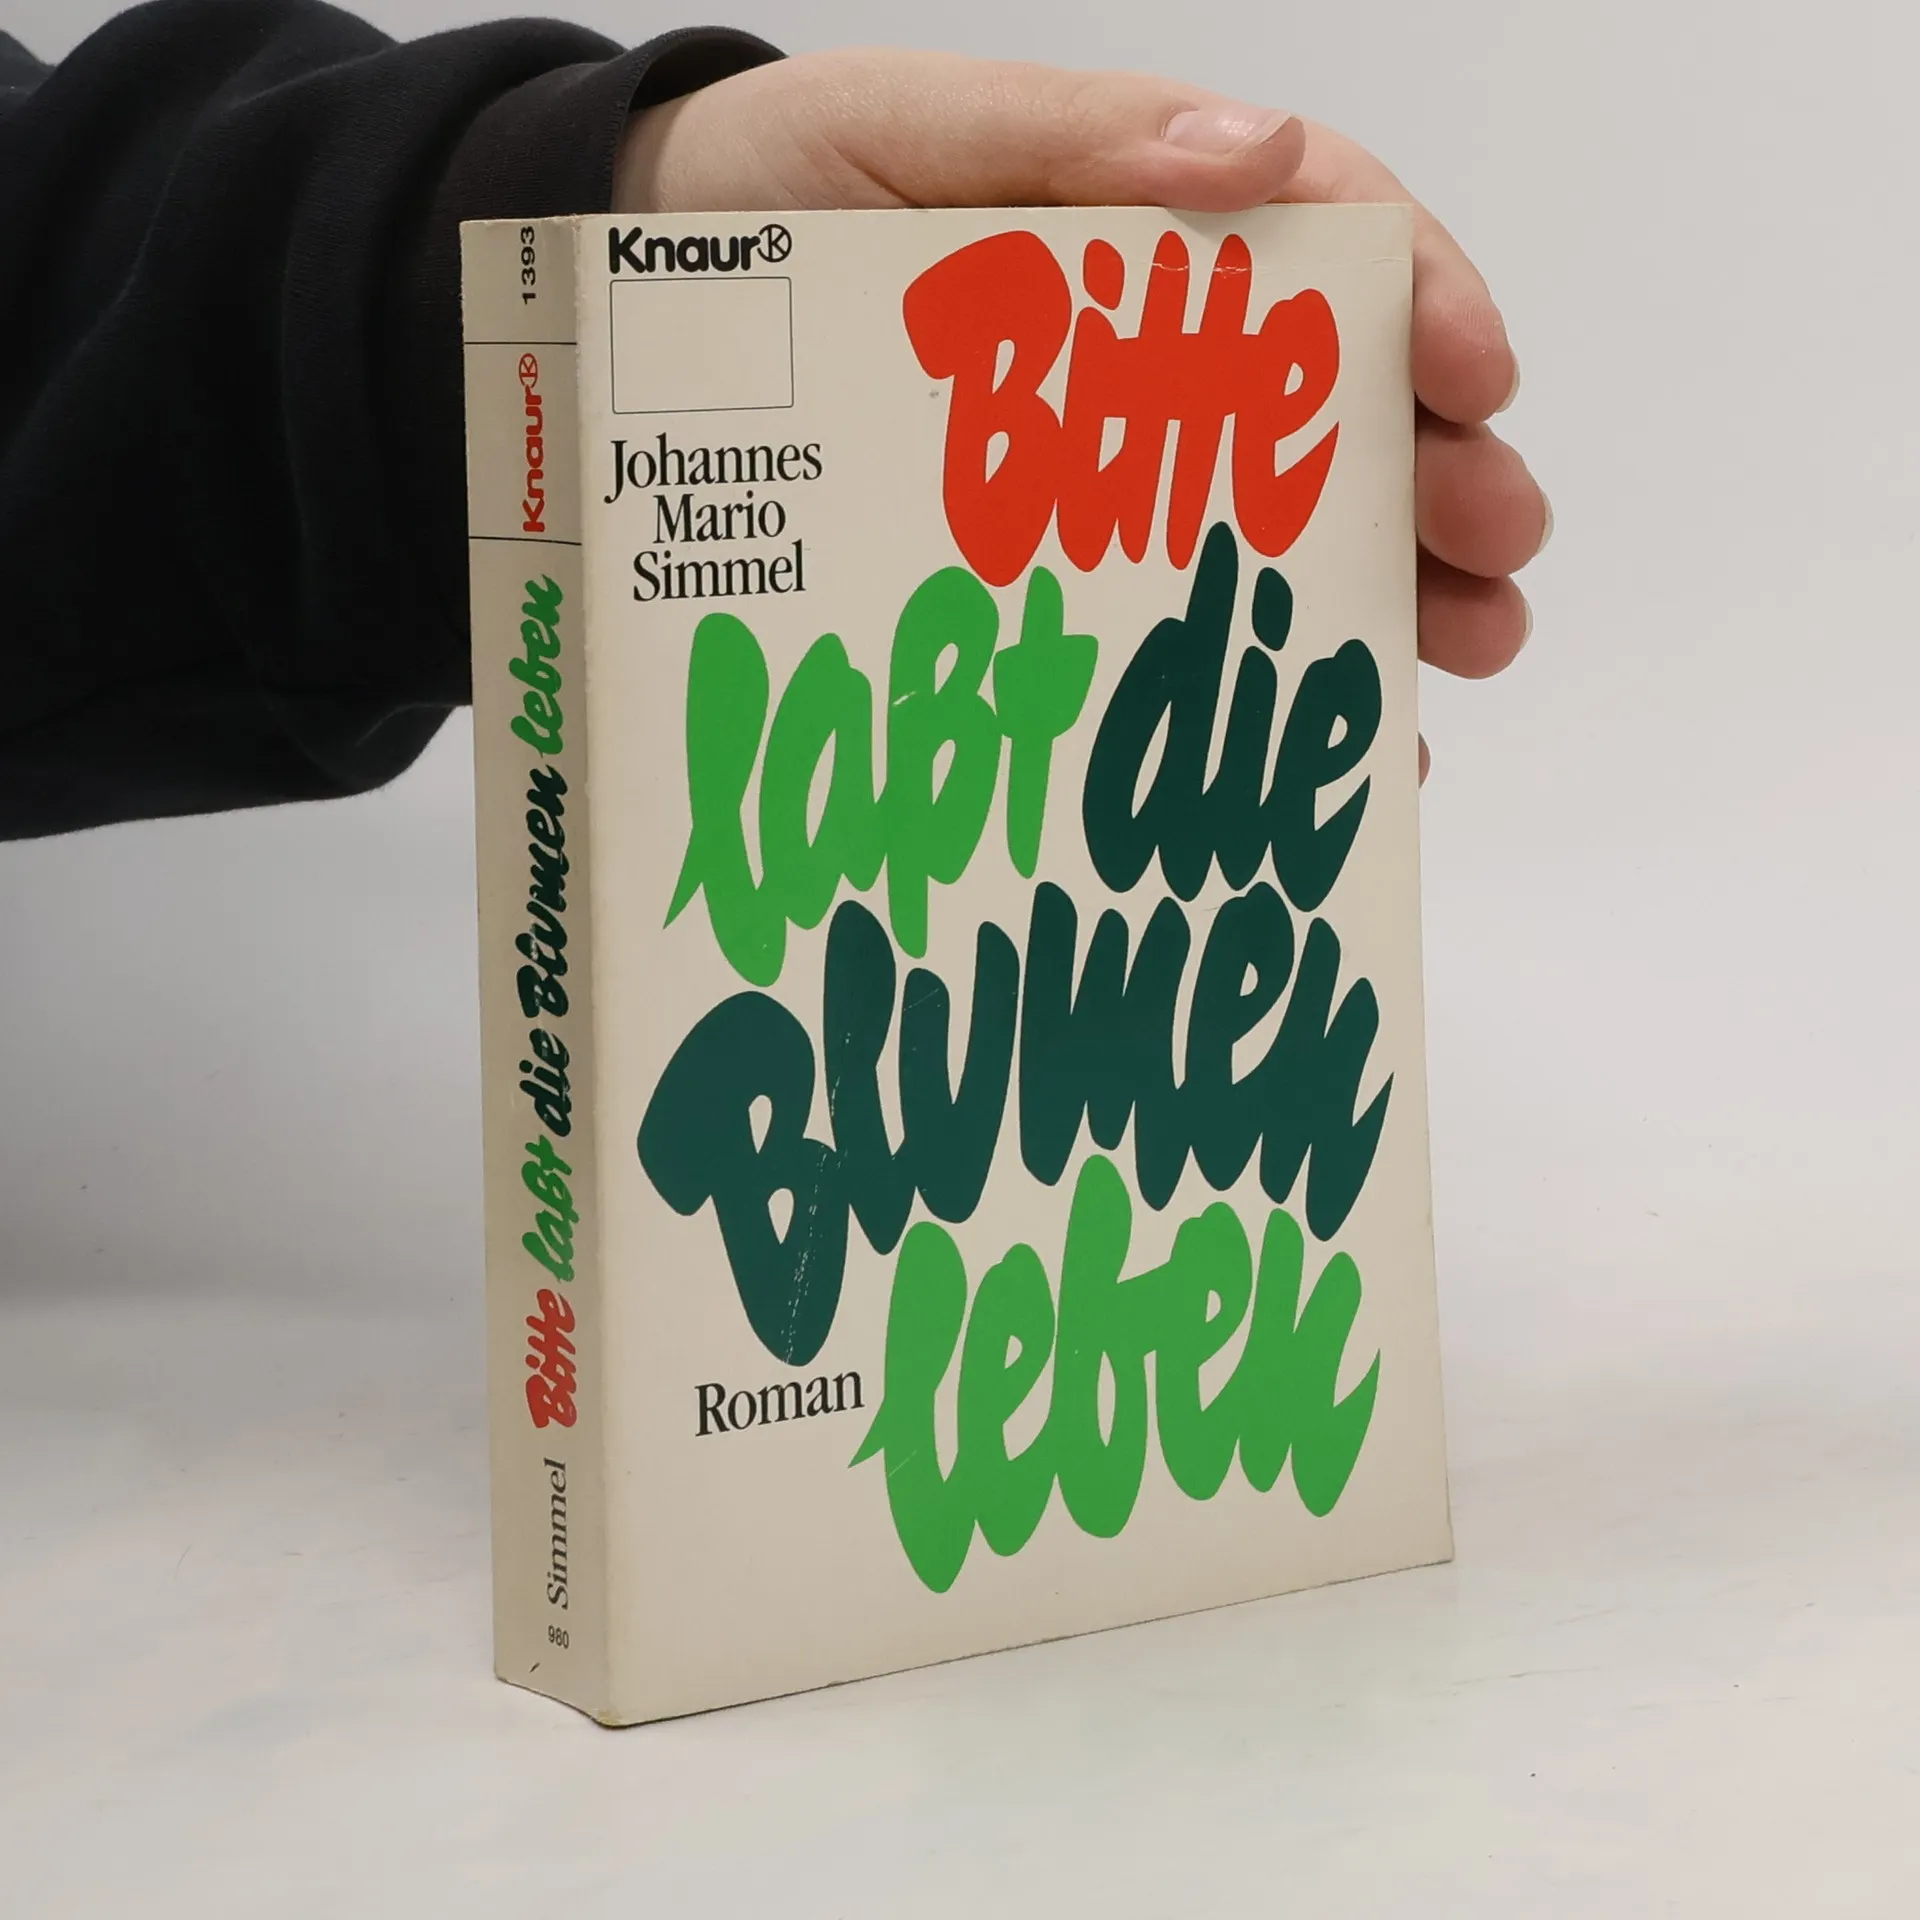 Knaur
Johannes
Mario
Simmel
Bitte
laßt die
Blumen
leben
Roman
1393
Knaur
Bitte laßt die Blumen leben
Simmel
980